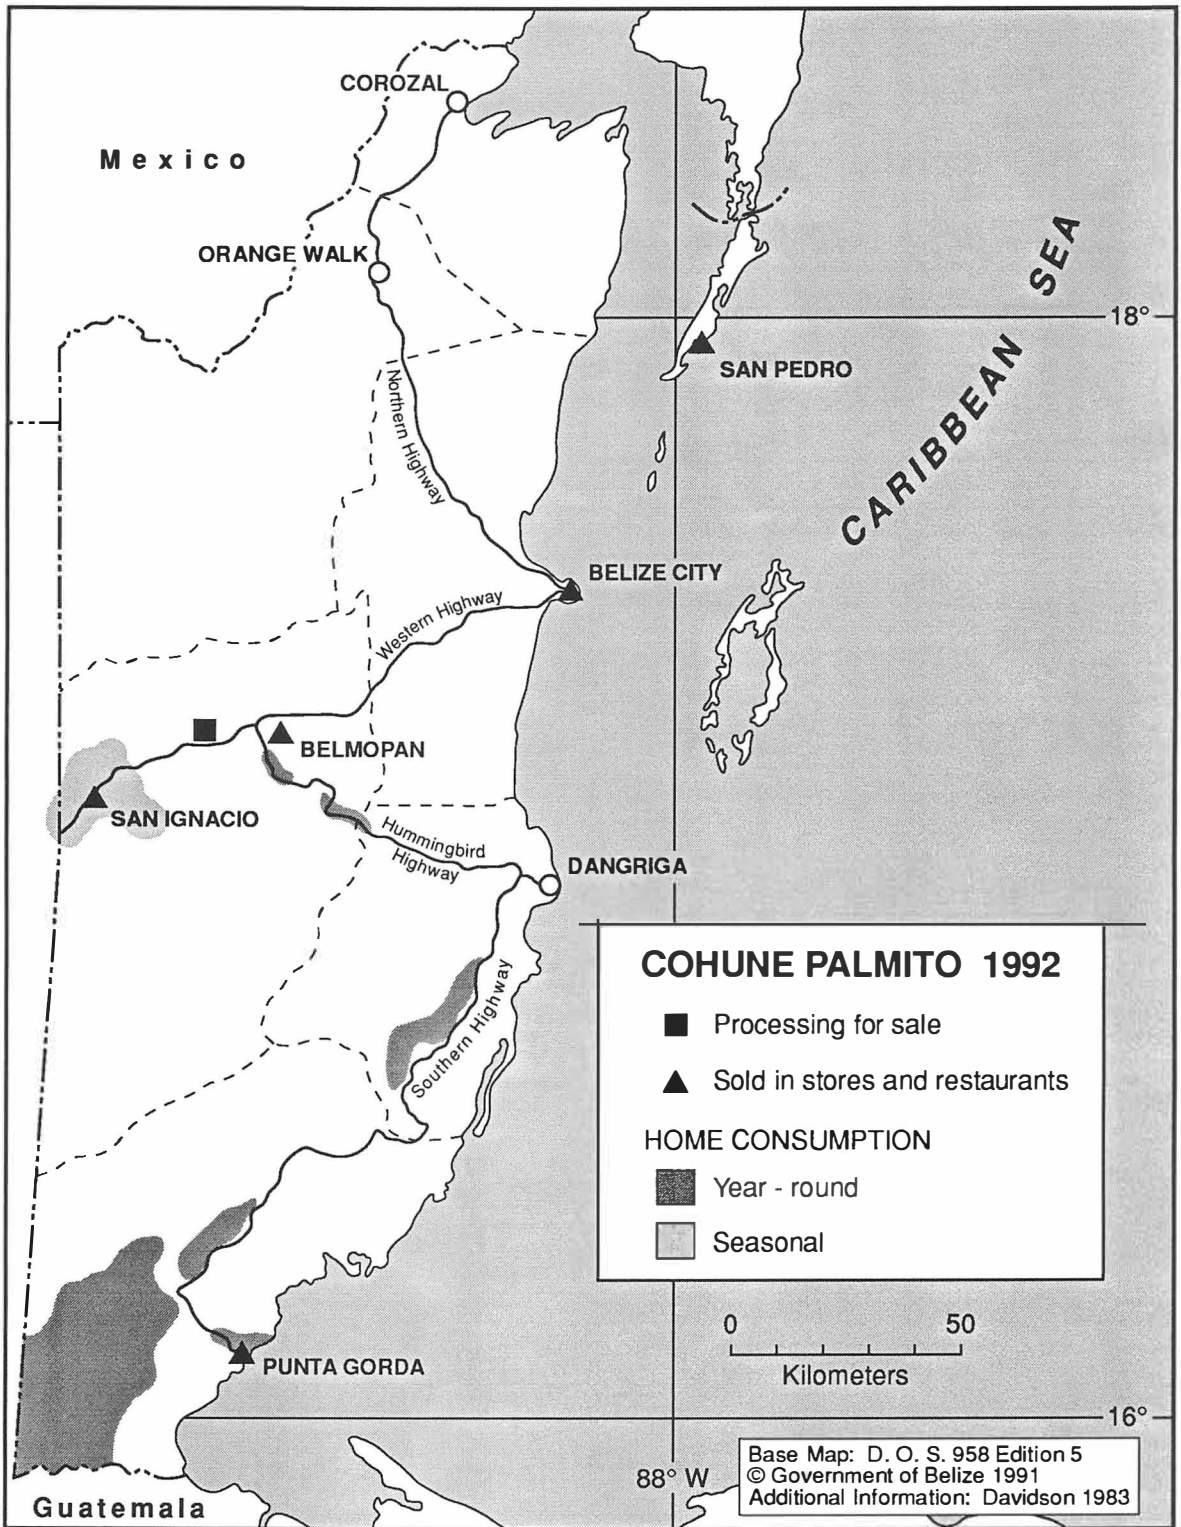 COROZAL
Mexico
ORANGE WALK
CARIBBEAN SEA
18°
SAN PEDRO
Northern Highway
BELIZE CITY
Western Highway
BELMOPAN
SAN IGNACIO
Hummingbird
Highway
DANGRIGA
Southern Highway
COHUNE PALMITO 1992
Processing for sale
Sold in stores and restaurants
HOME CONSUMPTION
Year - round
Seasonal
0 50
Kilometers
PUNTA GORDA
16°
88° W
Base Map: D. O. S. 958 Edition 5
© Government of Belize 1991
Additional Information: Davidson 1983
Guatemala